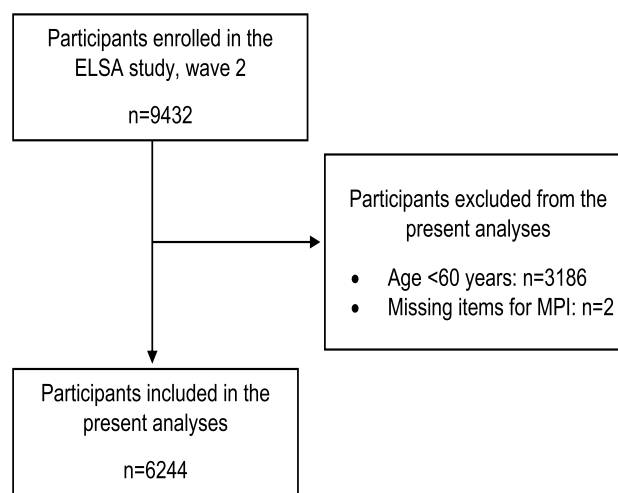 Participants enrolled in the
ELSA study, wave 2
n=9432
Participants excluded from the
present analyses
• Age <60 years: n=3186
• Missing items for MPI: n=2
Participants included in the
present analyses
n=6244